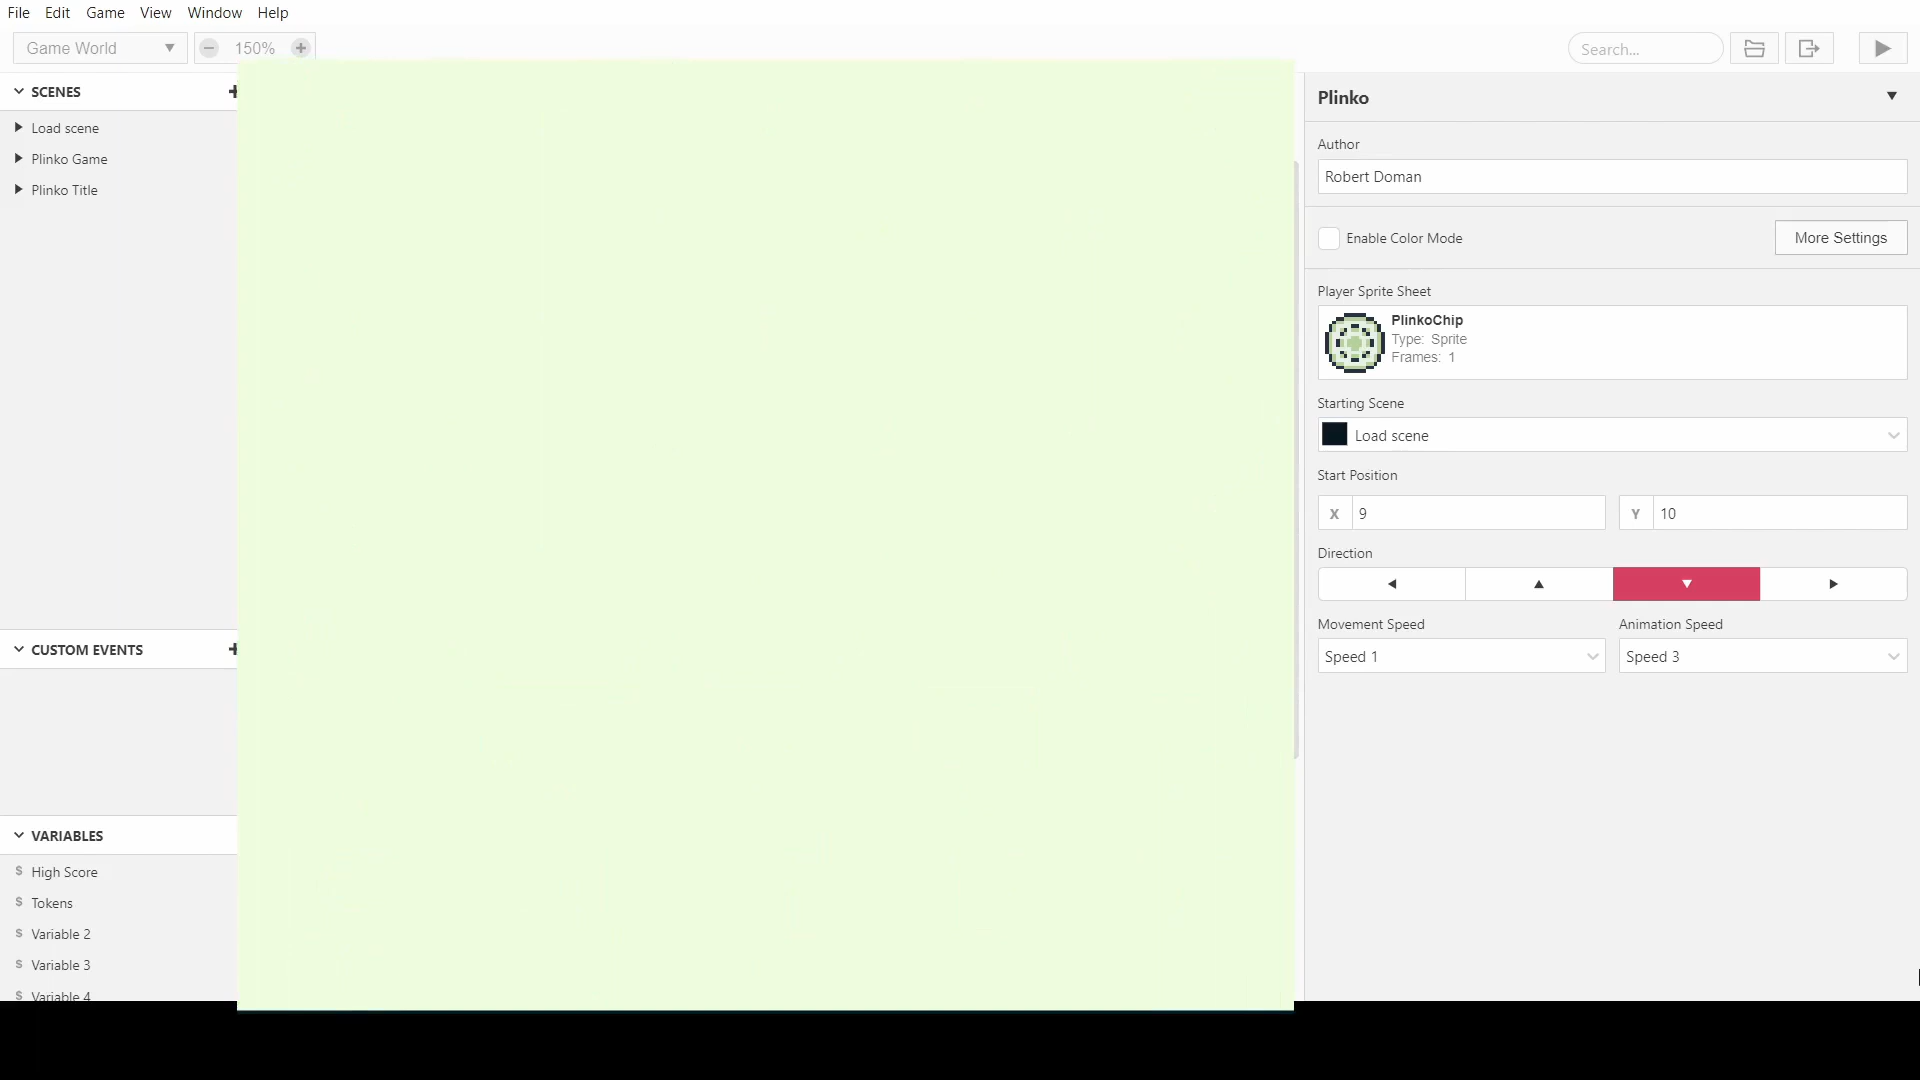 File Edit Game View Window Help
Game World 150% Search...
SCENES
Load scene
Plinko Game
Plinko Title
CUSTOM EVENTS
VARIABLES
$ High Score
$ Tokens
$ Variable 2
$ Variable 3
$ Variable 4
Plinko
Author
Robert Doman
Enable Color Mode More Settings
Player Sprite Sheet
PlinkoChip
Type: Sprite
Frames: 1
Starting Scene
Load scene
Start Position
X 9 Y 10
Direction
Movement Speed Animation Speed
Speed 1 Speed 3